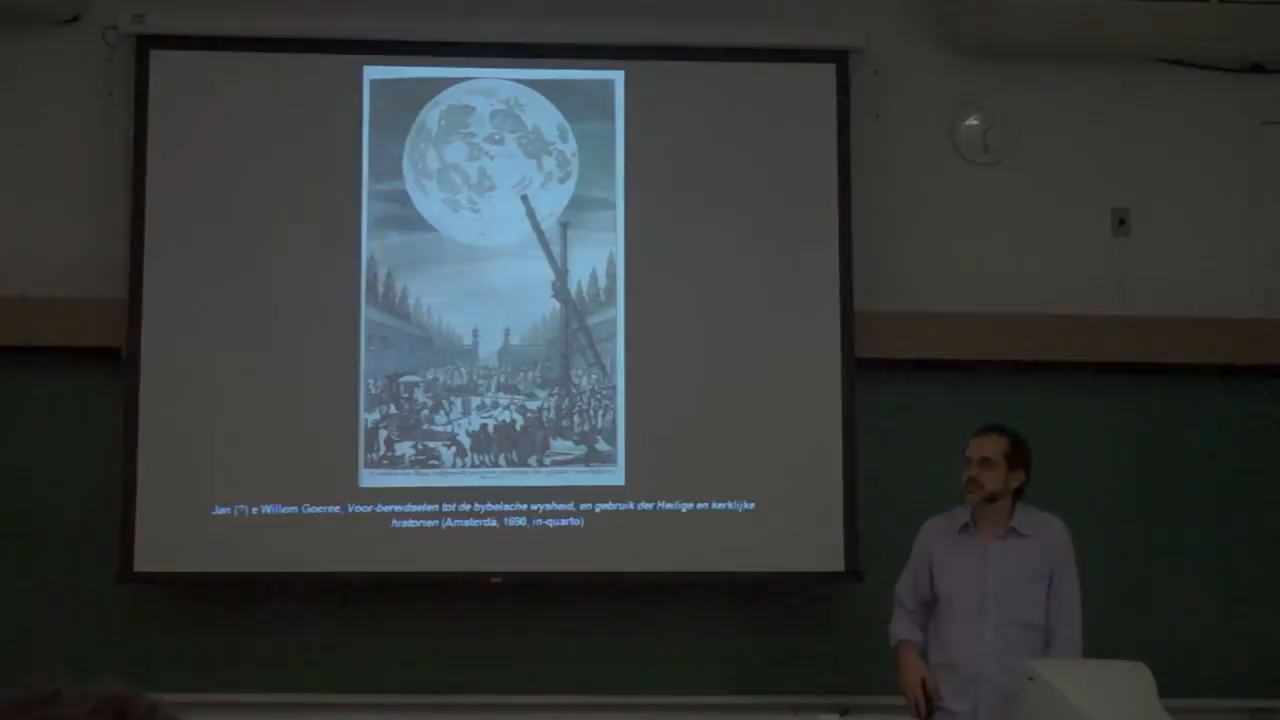 Jan (?) e Willem Goeree, Voor-bereidselen tot de bybelsche wysheid, en gebruik der Heilige en kerklijke
historien (Amsterdã, 1690, in-quarto)